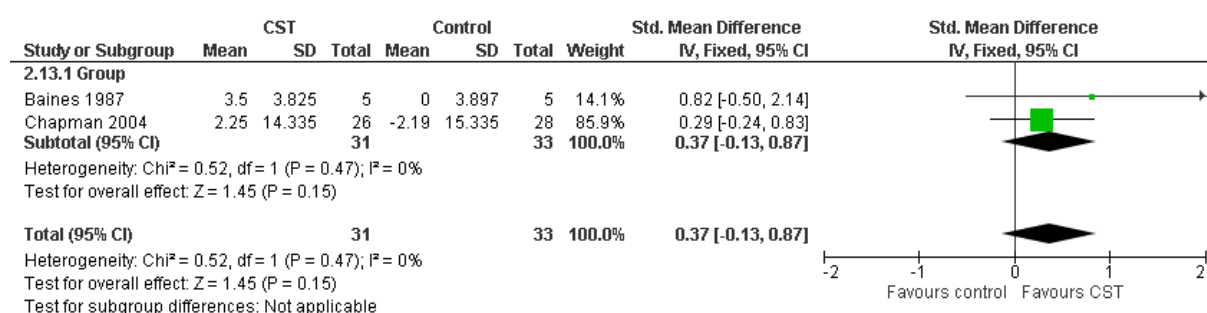 CST Control Std. Mean Difference Std. Mean Difference
Study or Subgroup Mean SD Total Mean SD Total Weight IV, Fixed, 95% CI IV, Fixed, 95% CI
2.13.1 Group
Baines 1987 3.5 3.825 5 0 3.897 5 14.1% 0.82 [-0.50, 2.14]
Chapman 2004 2.25 14.335 26 -2.19 15.335 28 85.9% 0.29 [-0.24, 0.83]
Subtotal (95% CI) 31 33 100.0% 0.37 [-0.13, 0.87]
Heterogeneity: Chi² = 0.52, df = 1 (P = 0.47); I² = 0%
Test for overall effect: Z = 1.45 (P = 0.15)
Total (95% CI) 31 33 100.0% 0.37 [-0.13, 0.87]
Heterogeneity: Chi² = 0.52, df = 1 (P = 0.47); I² = 0%
Test for overall effect: Z = 1.45 (P = 0.15)
Test for subgroup differences: Not applicable
-2 -1 0 1 2
Favours control Favours CST